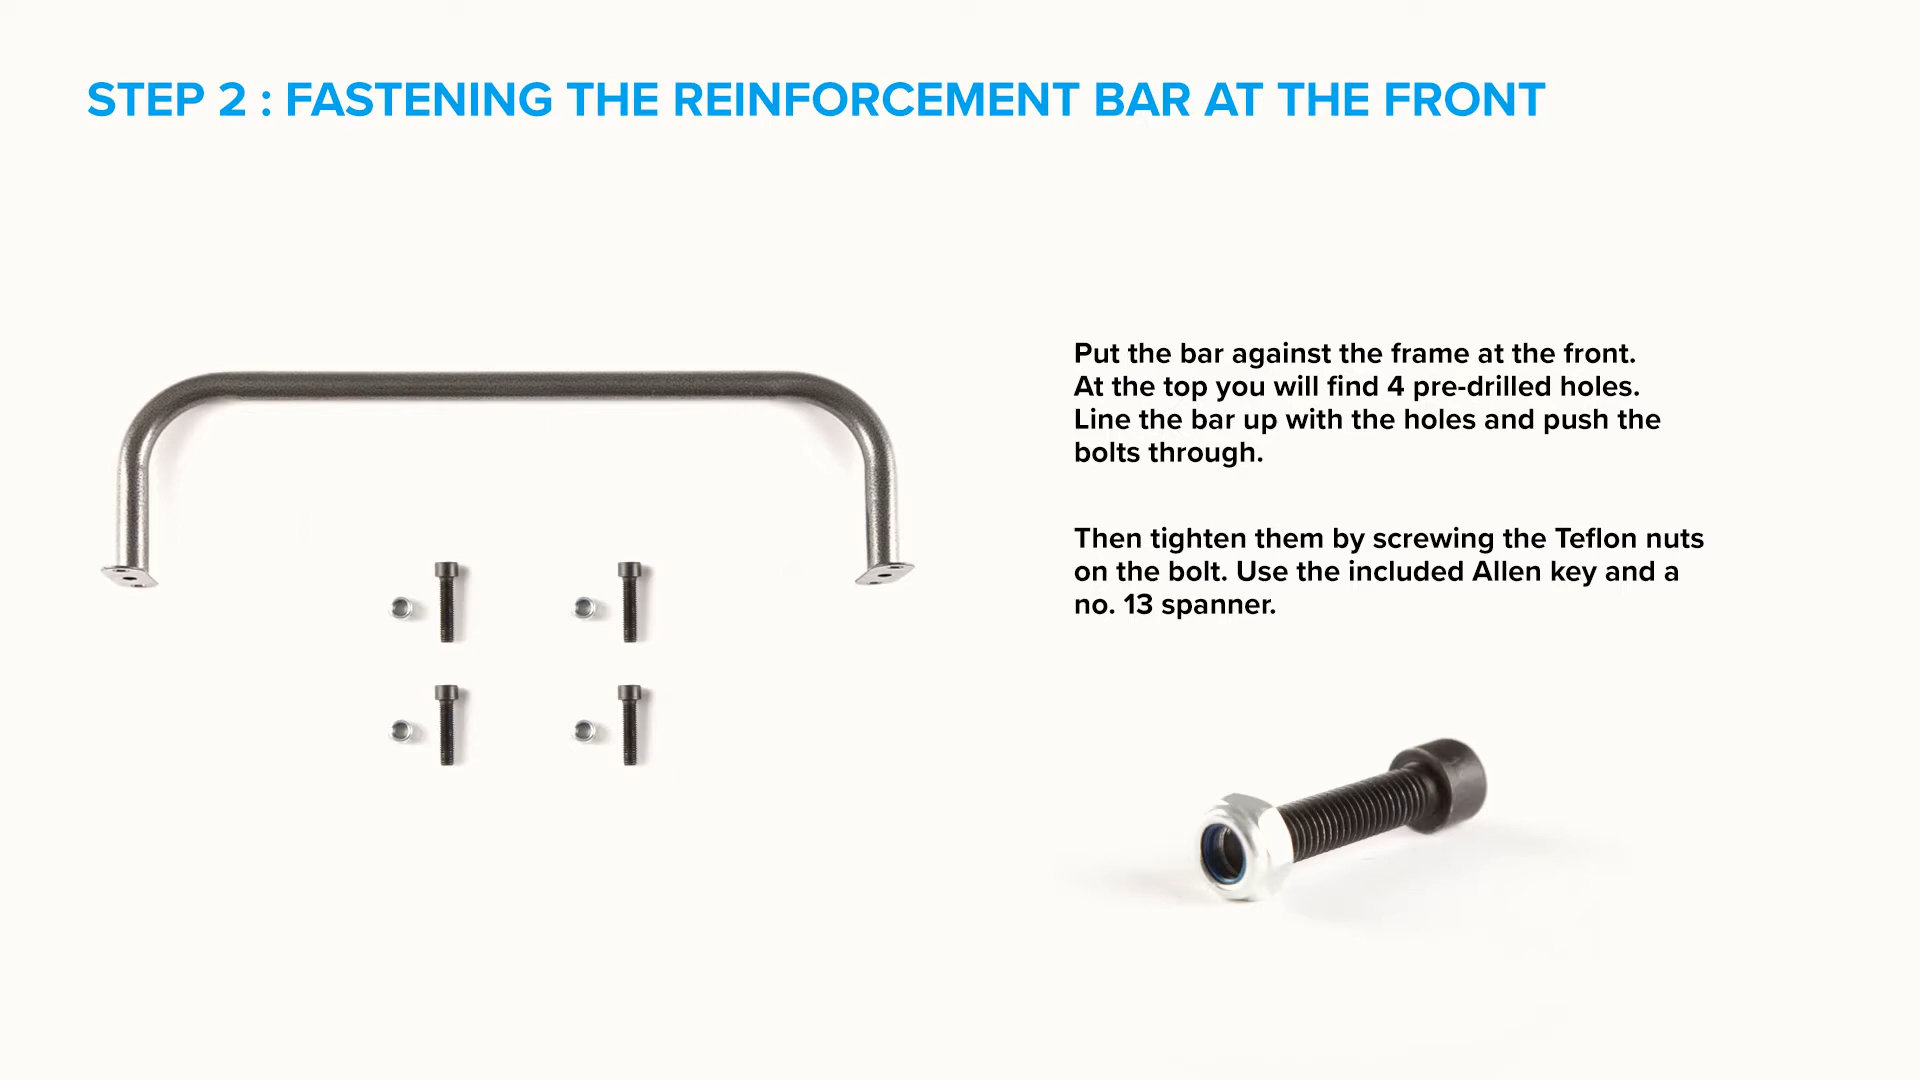 STEP 2 : FASTENING THE REINFORCEMENT BAR AT THE FRONT
Put the bar against the frame at the front.
At the top you will find 4 pre-drilled holes.
Line the bar up with the holes and push the
bolts through.
Then tighten them by screwing the Teflon nuts
on the bolt. Use the included Allen key and a
no. 13 spanner.